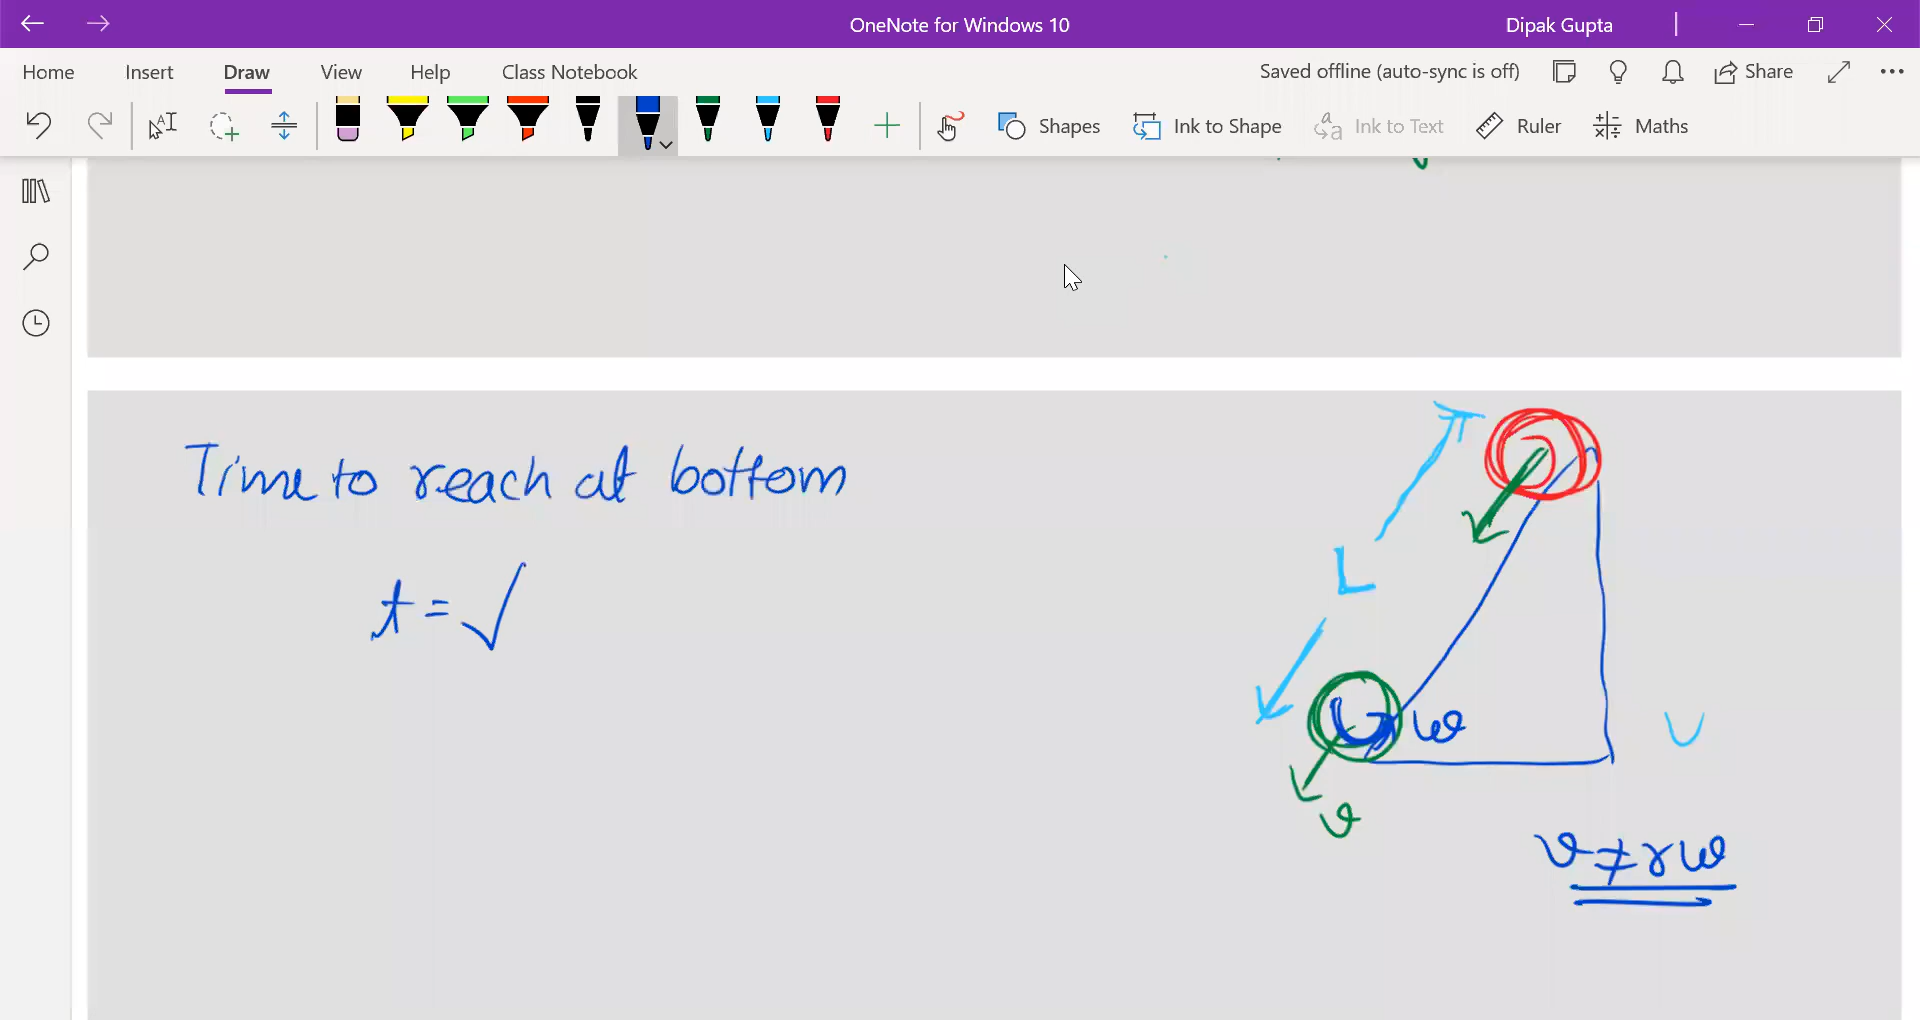 OneNote for Windows 10
Dipak Gupta
Home Insert Draw View Help Class Notebook
Saved offline (auto-sync is off)
Share
Shapes
Ink to Shape
Ink to Text
Ruler
Maths
Time to reach at bottom
t = √
L
ω
v
v ≠ rω